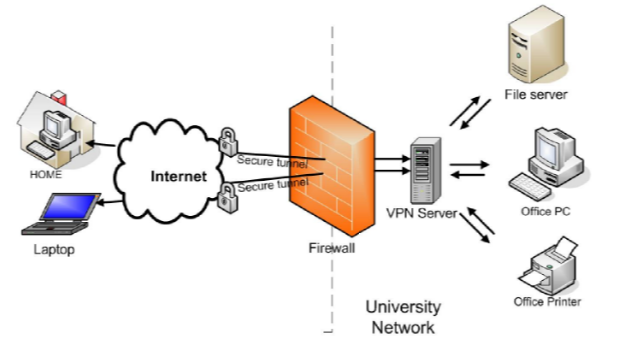 File server
HOME
Internet
Secure tunnel
Secure tunnel
Laptop
Firewall
VPN Server
Office PC
Office Printer
University
Network